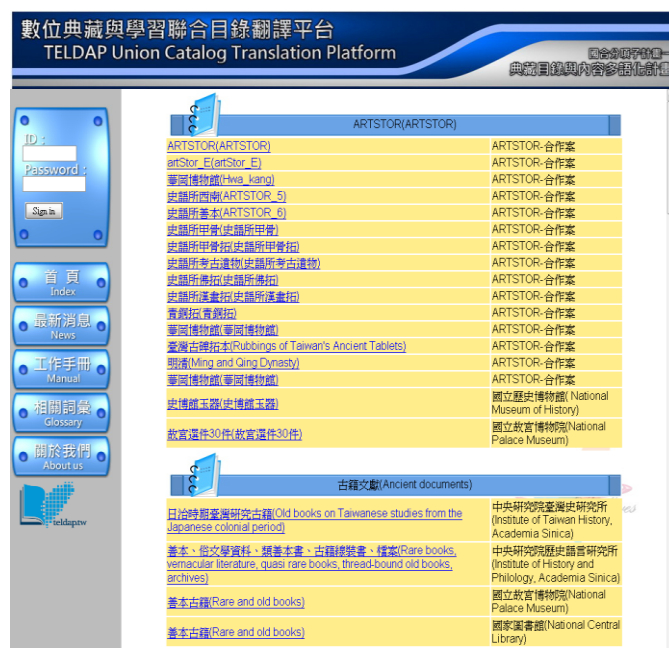 數位典藏與學習聯合目錄翻譯平台
TELDAP Union Catalog Translation Platform
典藏目錄與內容多語化計畫
ID :
Password :
Sign in
首 頁
Index
最新消息
News
工作手冊
Manual
相關詞彙
Glossary
關於我們
About us
teldaptw
ARTSTOR(ARTSTOR)
ARTSTOR(ARTSTOR) ARTSTOR-合作案
artStor_E(artStor_E) ARTSTOR-合作案
華岡博物館(Hwa_kang) ARTSTOR-合作案
史語所西南(ARTSTOR_5) ARTSTOR-合作案
史語所善本(ARTSTOR_6) ARTSTOR-合作案
史語所甲骨(史語所甲骨) ARTSTOR-合作案
史語所甲骨拓(史語所甲骨拓) ARTSTOR-合作案
史語所考古遺物(史語所考古遺物) ARTSTOR-合作案
史語所佛拓(史語所佛拓) ARTSTOR-合作案
史語所漢畫拓(史語所漢畫拓) ARTSTOR-合作案
青銅拓(青銅拓) ARTSTOR-合作案
華岡博物館(華岡博物館) ARTSTOR-合作案
臺灣古碑拓本(Rubbings of Taiwan's Ancient Tablets) ARTSTOR-合作案
明清(Ming and Qing Dynasty) ARTSTOR-合作案
華岡博物館(華岡博物館) ARTSTOR-合作案
史博館玉器(史博館玉器) 國立歷史博物館( National
Museum of History)
故宮選件30件(故宮選件30件) 國立故宮博物院(National
Palace Museum)
古籍文獻(Ancient documents)
日治時期臺灣研究古籍(Old books on Taiwanese studies from the
Japanese colonial period)
中央研究院臺灣史研究所
(Institute of Taiwan History,
Academia Sinica)
善本、俗文學資料、類善本書、古籍線裝書、檔案(Rare books,
vernacular literature, quasi rare books, thread-bound old books,
archives)
中央研究院歷史語言研究所
(Institute of History and
Philology, Academia Sinica)
善本古籍(Rare and old books) 國立故宮博物院(National
Palace Museum)
善本古籍(Rare and old books) 國家圖書館(National Central
Library)